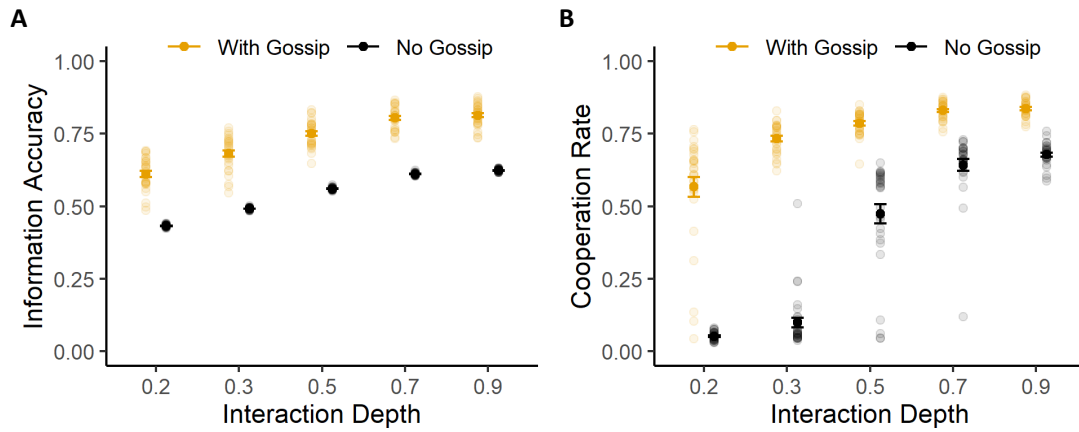 A
With Gossip No Gossip
1.00
0.75
0.50
0.25
0.00
Information Accuracy
0.2 0.3 0.5 0.7 0.9
Interaction Depth
B
With Gossip No Gossip
1.00
0.75
0.50
0.25
0.00
Cooperation Rate
0.2 0.3 0.5 0.7 0.9
Interaction Depth